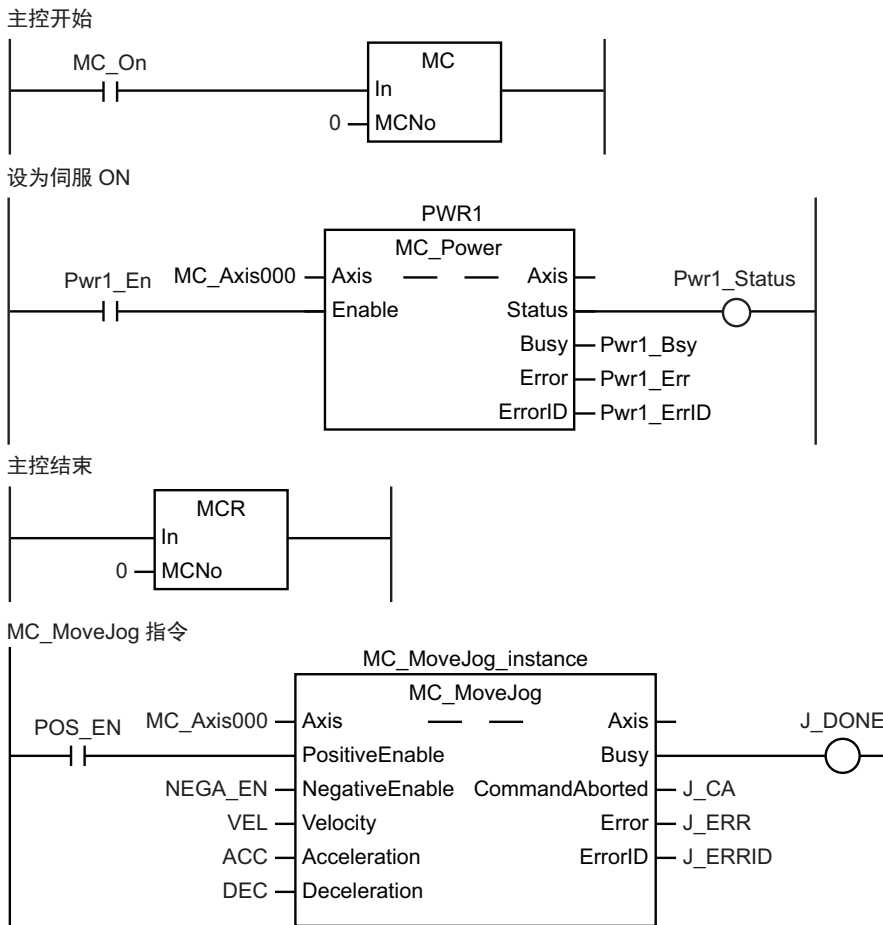 主控开始
MC_On
MC
In
0
MCNo
设为伺服 ON
PWR1
MC_Power
Pwr1_En
MC_Axis000
Axis
Axis
Pwr1_Status
Enable
Status
Busy
Pwr1_Bsy
Error
Pwr1_Err
ErrorID
Pwr1_ErrID
主控结束
MCR
In
0
MCNo
MC_MoveJog 指令
MC_MoveJog_instance
MC_MoveJog
POS_EN
MC_Axis000
Axis
Axis
J_DONE
PositiveEnable
Busy
NEGA_EN
NegativeEnable
CommandAborted
J_CA
VEL
Velocity
Error
J_ERR
ACC
Acceleration
ErrorID
J_ERRID
DEC
Deceleration